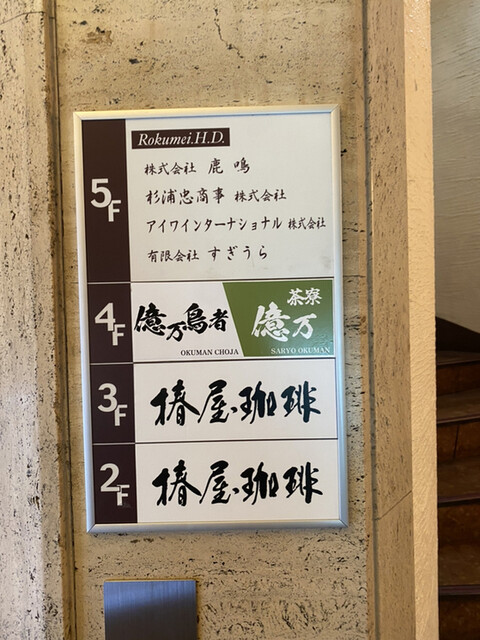 5F
Rokumei.H.D.
株式会社 鹿 鳴
杉浦忠商事 株式会社
アイワインターナショナル 株式会社
有限会社 すぎうら
4F
億万鳥者
OKUMAN CHOJA
茶寮
億万
SARYO OKUMAN
3F
椿屋珈琲
2F
椿屋珈琲